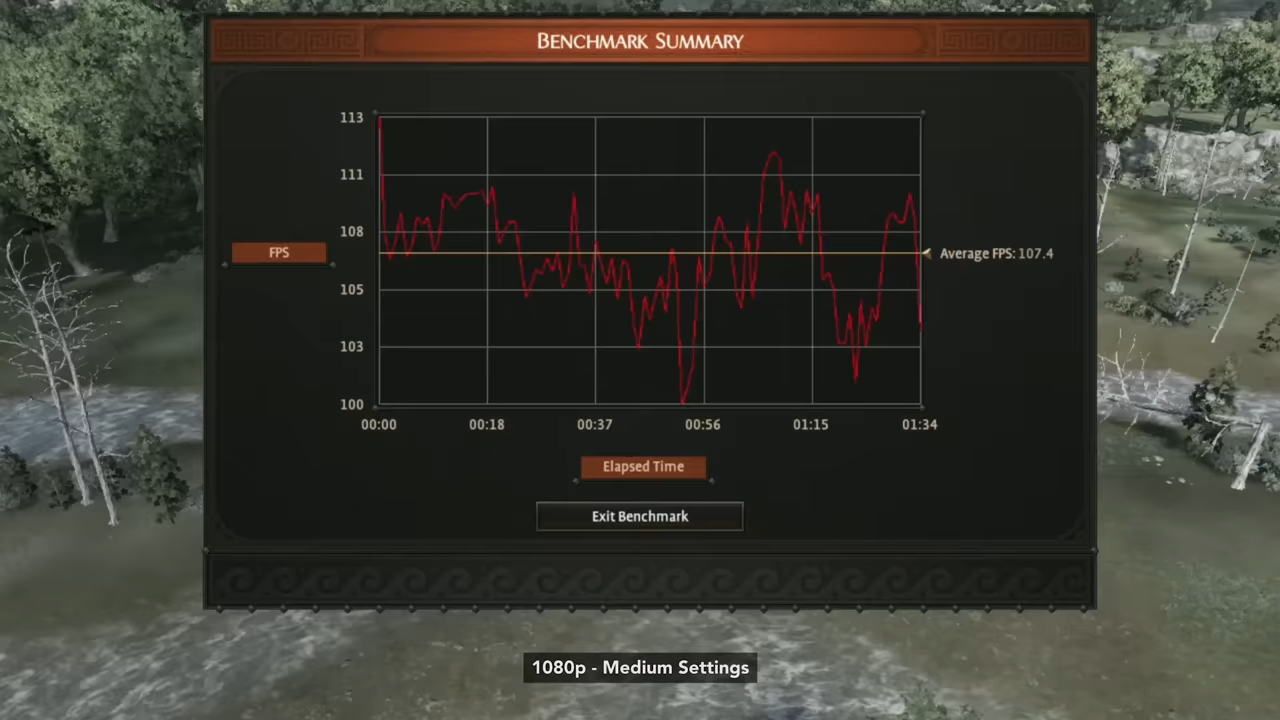 BENCHMARK SUMMARY
113
111
108
FPS
Average FPS: 107.4
105
103
100
00:00 00:18 00:37 00:56 01:15 01:34
Elapsed Time
Exit Benchmark
1080p - Medium Settings